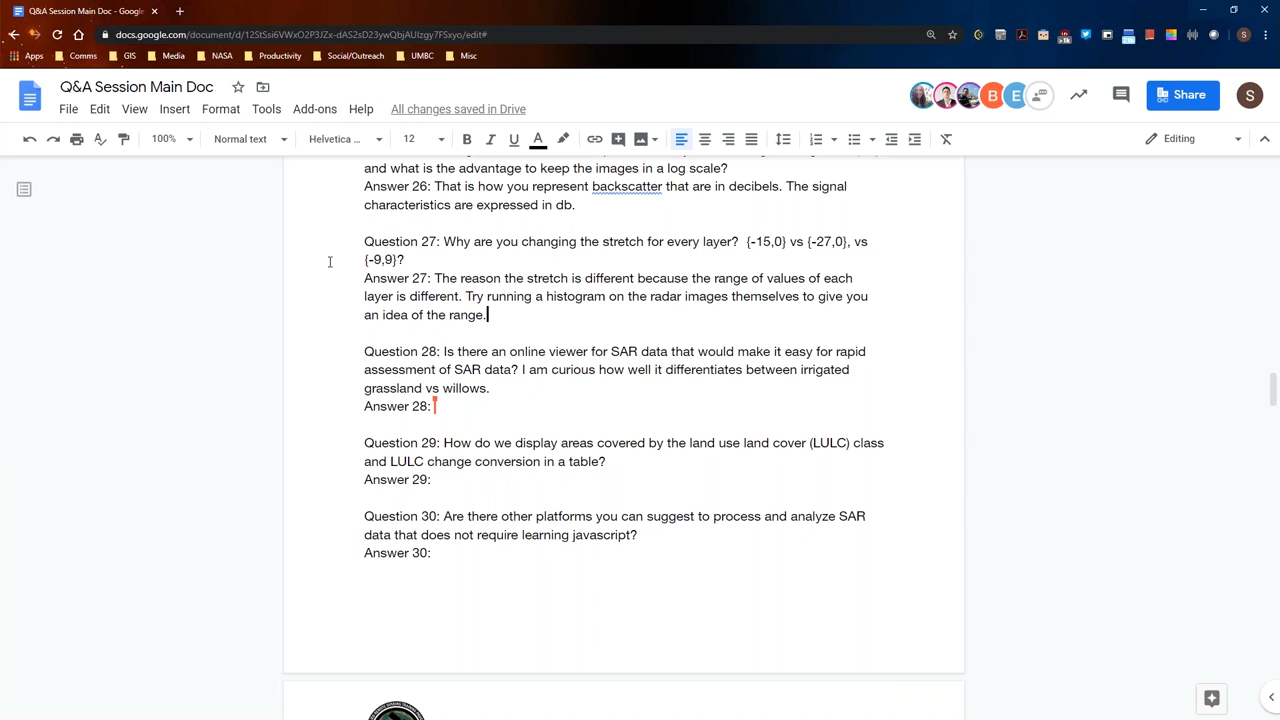 Q&A Session Main Doc - Google
docs.google.com/document/d/12StSsi6VWxO2P3JZx-dAS2sD23ywQbjAUIzgy7FSxyo/edit#
Apps Comms GIS Media NASA Productivity Social/Outreach UMBC Misc
Q&A Session Main Doc
File Edit View Insert Format Tools Add-ons Help All changes saved in Drive
B E Share S
100% Normal text Helvetica ... 12 B I U A Editing
and what is the advantage to keep the images in a log scale?
Answer 26: That is how you represent backscatter that are in decibels. The signal
characteristics are expressed in db.
Question 27: Why are you changing the stretch for every layer? {-15,0} vs {-27,0}, vs
{-9,9}?
Answer 27: The reason the stretch is different because the range of values of each
layer is different. Try running a histogram on the radar images themselves to give you
an idea of the range.
Question 28: Is there an online viewer for SAR data that would make it easy for rapid
assessment of SAR data? I am curious how well it differentiates between irrigated
grassland vs willows.
Answer 28:
Question 29: How do we display areas covered by the land use land cover (LULC) class
and LULC change conversion in a table?
Answer 29:
Question 30: Are there other platforms you can suggest to process and analyze SAR
data that does not require learning javascript?
Answer 30: